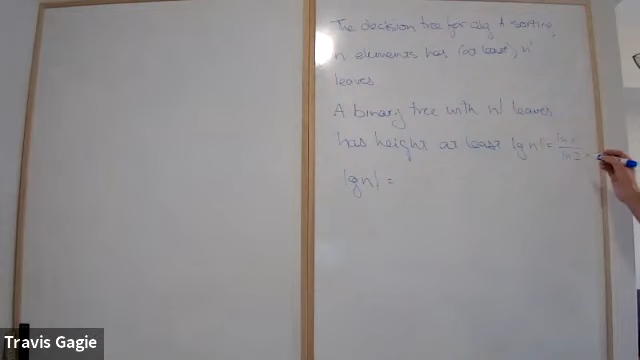 The decision tree for alg A sorting
n elements has (at least) n!
leaves
A binary tree with n! leaves
has height at least lg n! = ln n / ln 2
lg n! =
Travis Gagie